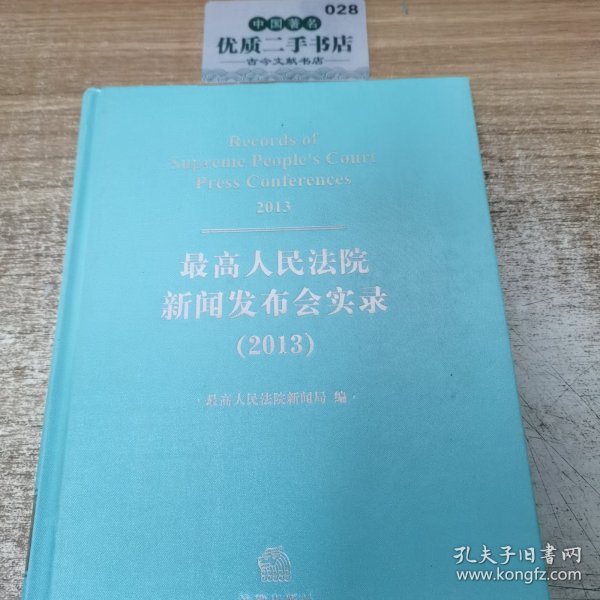 028
中国著名
优质二手书店
古今文献书店
Records of
Supreme People's Court
Press Conferences
2013
最高人民法院
新闻发布会实录
(2013)
·最高人民法院新闻局 编·
孔夫子旧书网
www.kongfz.com